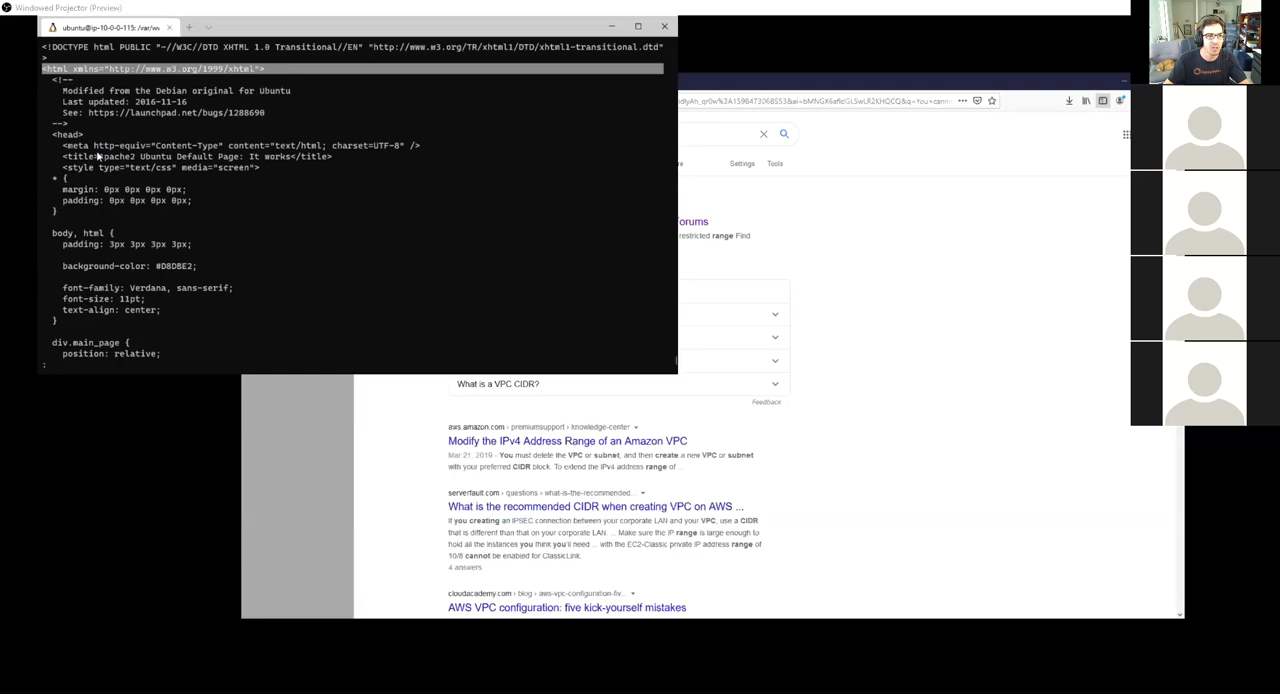 Windowed Projector (Preview)
ubuntu@ip-10-0-0-115: /var/w
<!DOCTYPE html PUBLIC "-//W3C//DTD XHTML 1.0 Transitional//EN" "http://www.w3.org/TR/xhtml1/DTD/xhtml1-transitional.dtd"
>
<html xmlns="http://www.w3.org/1999/xhtml">
<!--
Modified from the Debian original for Ubuntu
Last updated: 2016-11-16
See: https://launchpad.net/bugs/1288690
-->
<head>
<meta http-equiv="Content-Type" content="text/html; charset=UTF-8" />
<title>Apache2 Ubuntu Default Page: It works</title>
<style type="text/css" media="screen">
* {
margin: 0px 0px 0px 0px;
padding: 0px 0px 0px 0px;
}
body, html {
padding: 3px 3px 3px 3px;
background-color: #D8DBE2;
font-family: Verdana, sans-serif;
font-size: 11pt;
text-align: center;
}
div.main_page {
position: relative;
:
Settings
Tools
orums
restricted range Find
What is a VPC CIDR?
Feedback
aws.amazon.com › premiumsupport › knowledge-center
Modify the IPv4 Address Range of an Amazon VPC
Mar 21, 2019 - You must delete the VPC or subnet, and then create a new VPC or subnet
with your preferred CIDR block. To extend the IPv4 address range of ...
serverfault.com › questions › what-is-the-recommended...
What is the recommended CIDR when creating VPC on AWS ...
If you creating an IPSEC connection between your corporate LAN and your VPC, use a CIDR
that is different than that on your corporate LAN. ... Make sure the IP range is large enough to
hold all the instances you think you'll need ... with the EC2-Classic private IP address range of
10/8 cannot be enabled for ClassicLink.
4 answers
cloudacademy.com › blog › aws-vpc-configuration-fiv...
AWS VPC configuration: five kick-yourself mistakes